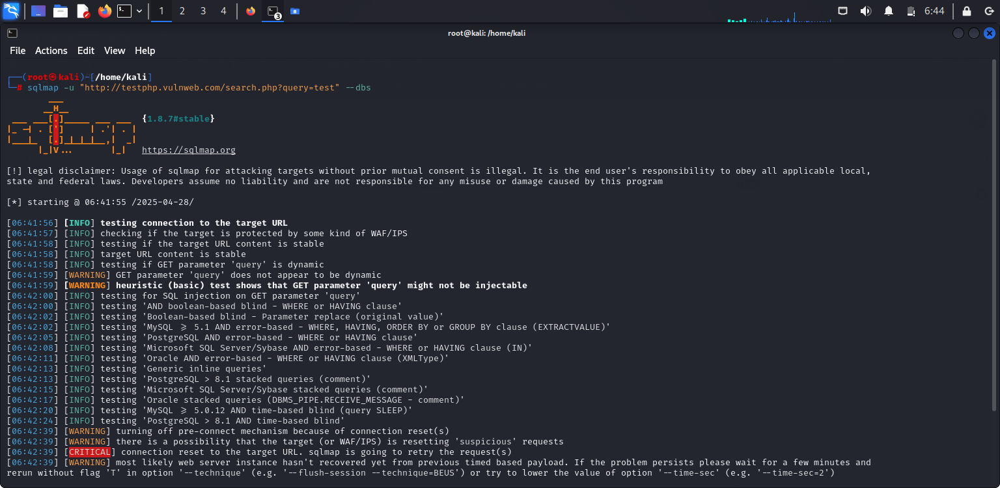 1 2 3 4 3 6:44
root@kali: /home/kali
File Actions Edit View Help
(root㉿kali)-[/home/kali]
# sqlmap -u "http://testphp.vulnweb.com/search.php?query=test" --dbs
{1.8.7#stable}
https://sqlmap.org
[!] legal disclaimer: Usage of sqlmap for attacking targets without prior mutual consent is illegal. It is the end user's responsibility to obey all applicable local,
state and federal laws. Developers assume no liability and are not responsible for any misuse or damage caused by this program
[*] starting @ 06:41:55 /2025-04-28/
[06:41:56] [INFO] testing connection to the target URL
[06:41:57] [INFO] checking if the target is protected by some kind of WAF/IPS
[06:41:58] [INFO] testing if the target URL content is stable
[06:41:58] [INFO] target URL content is stable
[06:41:58] [INFO] testing if GET parameter 'query' is dynamic
[06:41:59] [WARNING] GET parameter 'query' does not appear to be dynamic
[06:41:59] [WARNING] heuristic (basic) test shows that GET parameter 'query' might not be injectable
[06:42:00] [INFO] testing for SQL injection on GET parameter 'query'
[06:42:00] [INFO] testing 'AND boolean-based blind - WHERE or HAVING clause'
[06:42:02] [INFO] testing 'Boolean-based blind - Parameter replace (original value)'
[06:42:02] [INFO] testing 'MySQL >= 5.1 AND error-based - WHERE, HAVING, ORDER BY or GROUP BY clause (EXTRACTVALUE)'
[06:42:05] [INFO] testing 'PostgreSQL AND error-based - WHERE or HAVING clause'
[06:42:08] [INFO] testing 'Microsoft SQL Server/Sybase AND error-based - WHERE or HAVING clause (IN)'
[06:42:11] [INFO] testing 'Oracle AND error-based - WHERE or HAVING clause (XMLType)'
[06:42:13] [INFO] testing 'Generic inline queries'
[06:42:13] [INFO] testing 'PostgreSQL > 8.1 stacked queries (comment)'
[06:42:15] [INFO] testing 'Microsoft SQL Server/Sybase stacked queries (comment)'
[06:42:17] [INFO] testing 'Oracle stacked queries (DBMS_PIPE.RECEIVE_MESSAGE - comment)'
[06:42:20] [INFO] testing 'MySQL >= 5.0.12 AND time-based blind (query SLEEP)'
[06:42:24] [INFO] testing 'PostgreSQL > 8.1 AND time-based blind'
[06:42:39] [WARNING] turning off pre-connect mechanism because of connection reset(s)
[06:42:39] [WARNING] there is a possibility that the target (or WAF/IPS) is resetting 'suspicious' requests
[06:42:39] [CRITICAL] connection reset to the target URL. sqlmap is going to retry the request(s)
[06:42:39] [WARNING] most likely web server instance hasn't recovered yet from previous timed based payload. If the problem persists please wait for a few minutes and
rerun without flag 'T' in option '--technique' (e.g. '--flush-session --technique=BEUS') or try to lower the value of option '--time-sec' (e.g. '--time-sec=2')